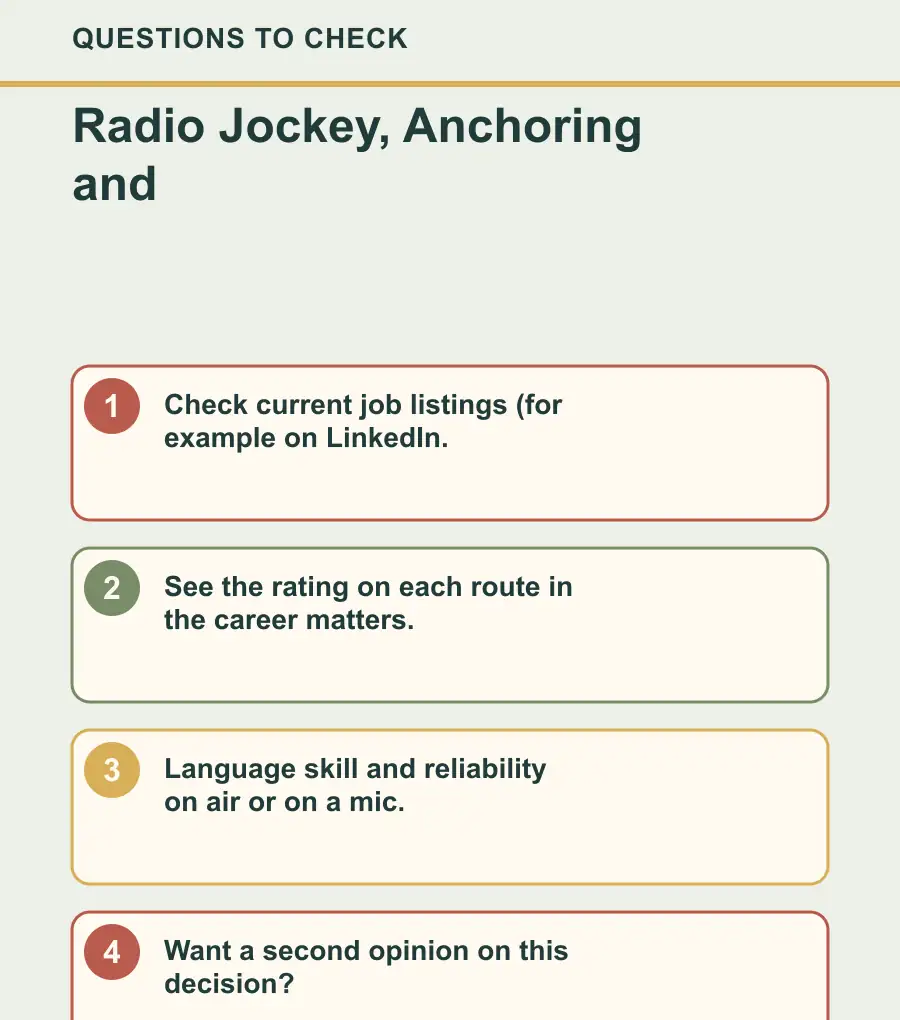 QUESTIONS TO CHECK
Radio Jockey, Anchoring
and
1
Check current job listings (for
example on LinkedIn.
2
See the rating on each route in
the career matters.
3
Language skill and reliability
on air or on a mic.
4
Want a second opinion on this
decision?